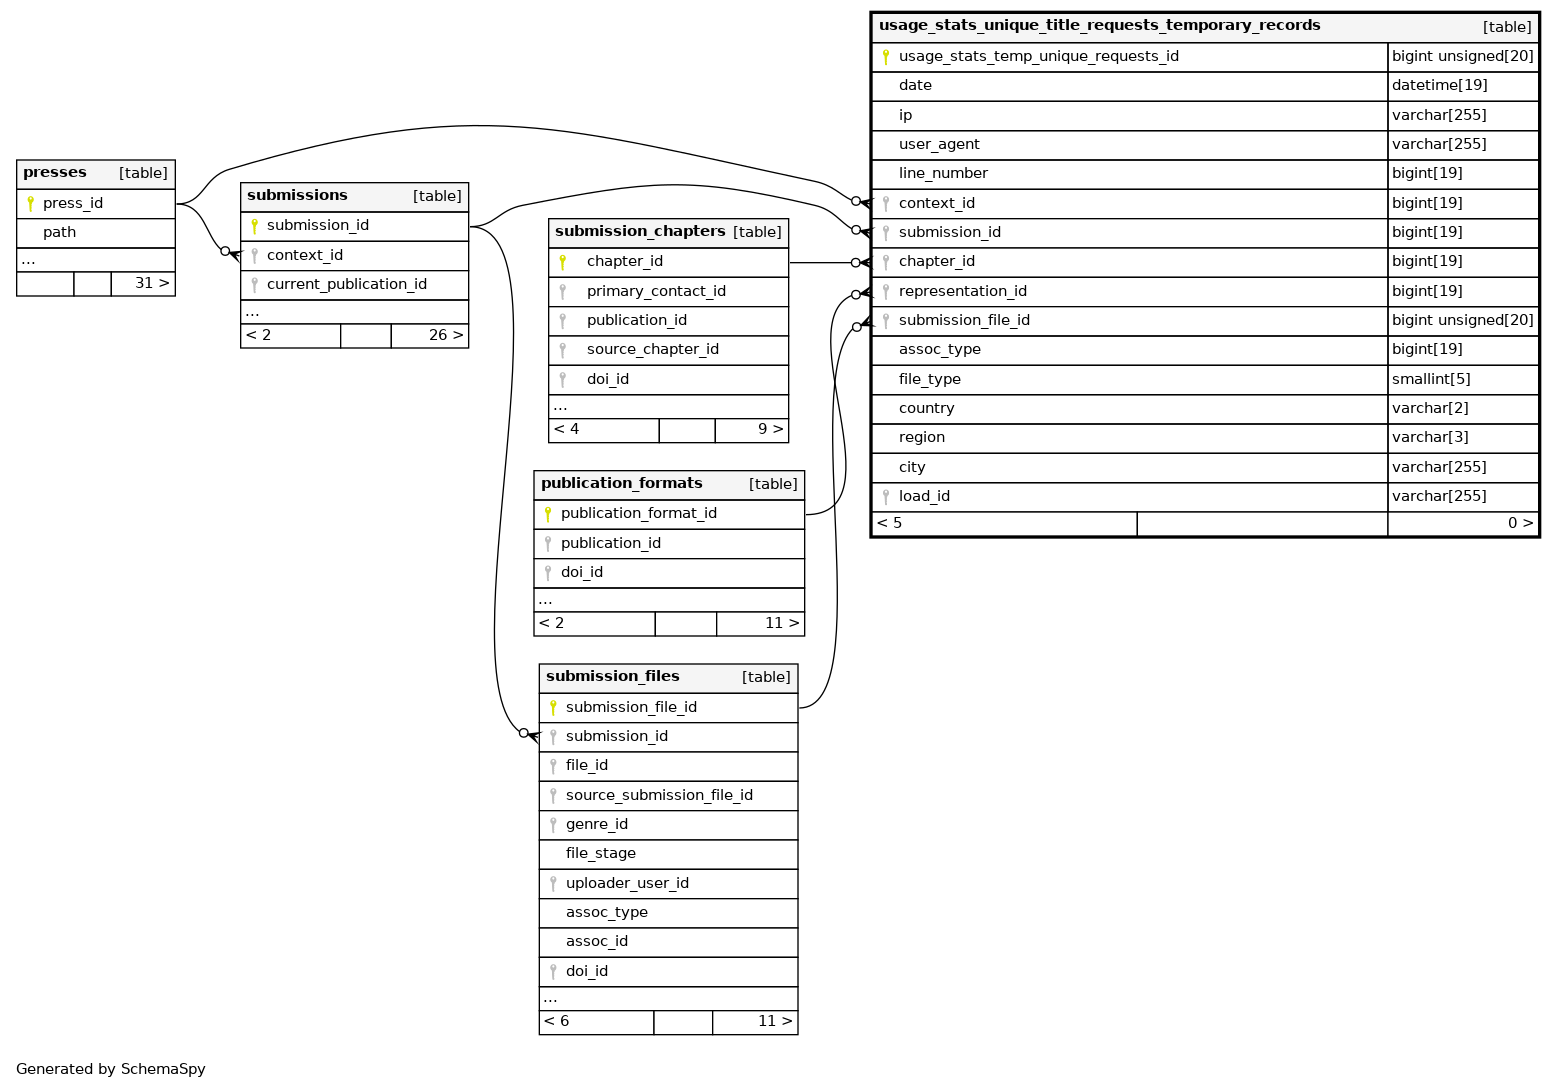 presses [table]
press_id
path
...
31 >
submissions [table]
submission_id
context_id
current_publication_id
...
< 2 26 >
submission_chapters [table]
chapter_id
primary_contact_id
publication_id
source_chapter_id
doi_id
...
< 4 9 >
publication_formats [table]
publication_format_id
publication_id
doi_id
...
< 2 11 >
submission_files [table]
submission_file_id
submission_id
file_id
source_submission_file_id
genre_id
file_stage
uploader_user_id
assoc_type
assoc_id
doi_id
...
< 6 11 >
usage_stats_unique_title_requests_temporary_records [table]
usage_stats_temp_unique_requests_id bigint unsigned[20]
date datetime[19]
ip varchar[255]
user_agent varchar[255]
line_number bigint[19]
context_id bigint[19]
submission_id bigint[19]
chapter_id bigint[19]
representation_id bigint[19]
submission_file_id bigint unsigned[20]
assoc_type bigint[19]
file_type smallint[5]
country varchar[2]
region varchar[3]
city varchar[255]
load_id varchar[255]
< 5 0 >
Generated by SchemaSpy